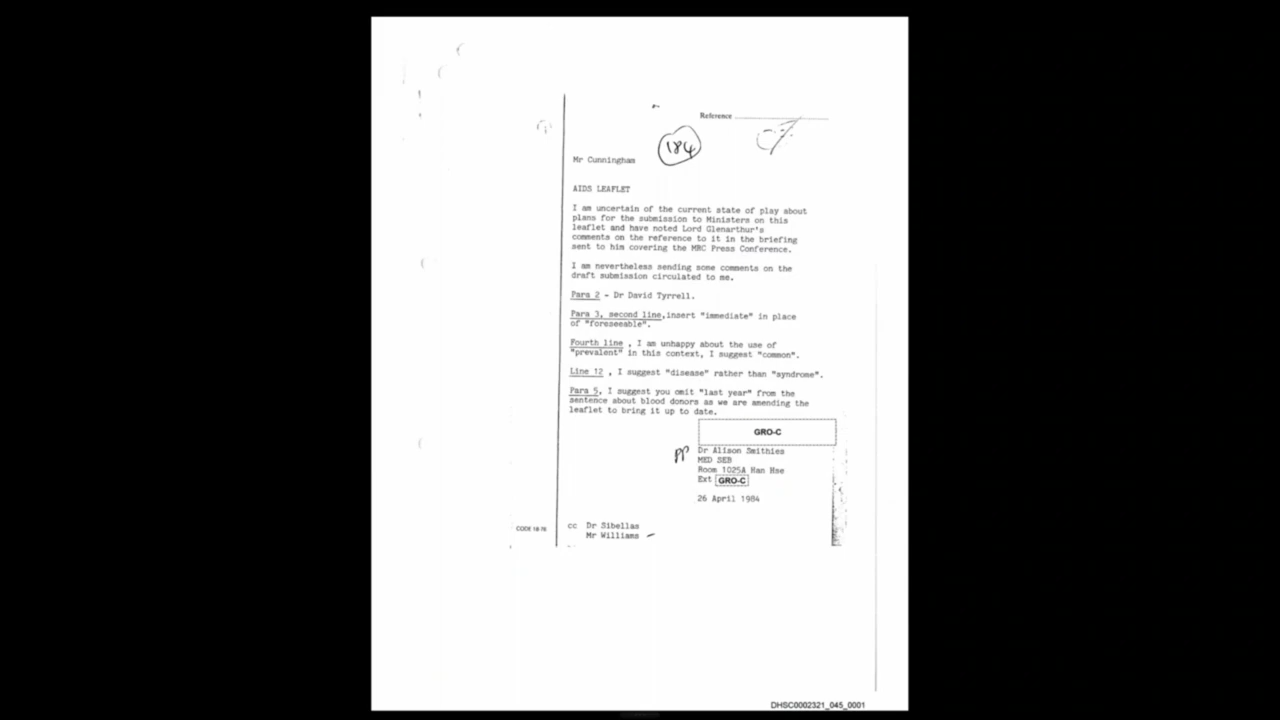 Reference
184
Mr Cunningham
AIDS LEAFLET
I am uncertain of the current state of play about
plans for the submission to Ministers on this
leaflet and have noted Lord Glenarthur's
comments on the reference to it in the briefing
sent to him covering the MRC Press Conference.
I am nevertheless sending some comments on the
draft submission circulated to me.
Para 2 - Dr David Tyrrell.
Para 3, second line, insert "immediate" in place
of "foreseeable".
Fourth line , I am unhappy about the use of
"prevalent" in this context, I suggest "common".
Line 12 , I suggest "disease" rather than "syndrome".
Para 5, I suggest you omit "last year" from the
sentence about blood donors as we are amending the
leaflet to bring it up to date.
GRO-C
pp Dr Alison Smithies
MED SEB
Room 1025A Han Hse
Ext GRO-C
26 April 1984
CODE 18-76
cc Dr Sibellas
Mr Williams
DHSC0002321_045_0001